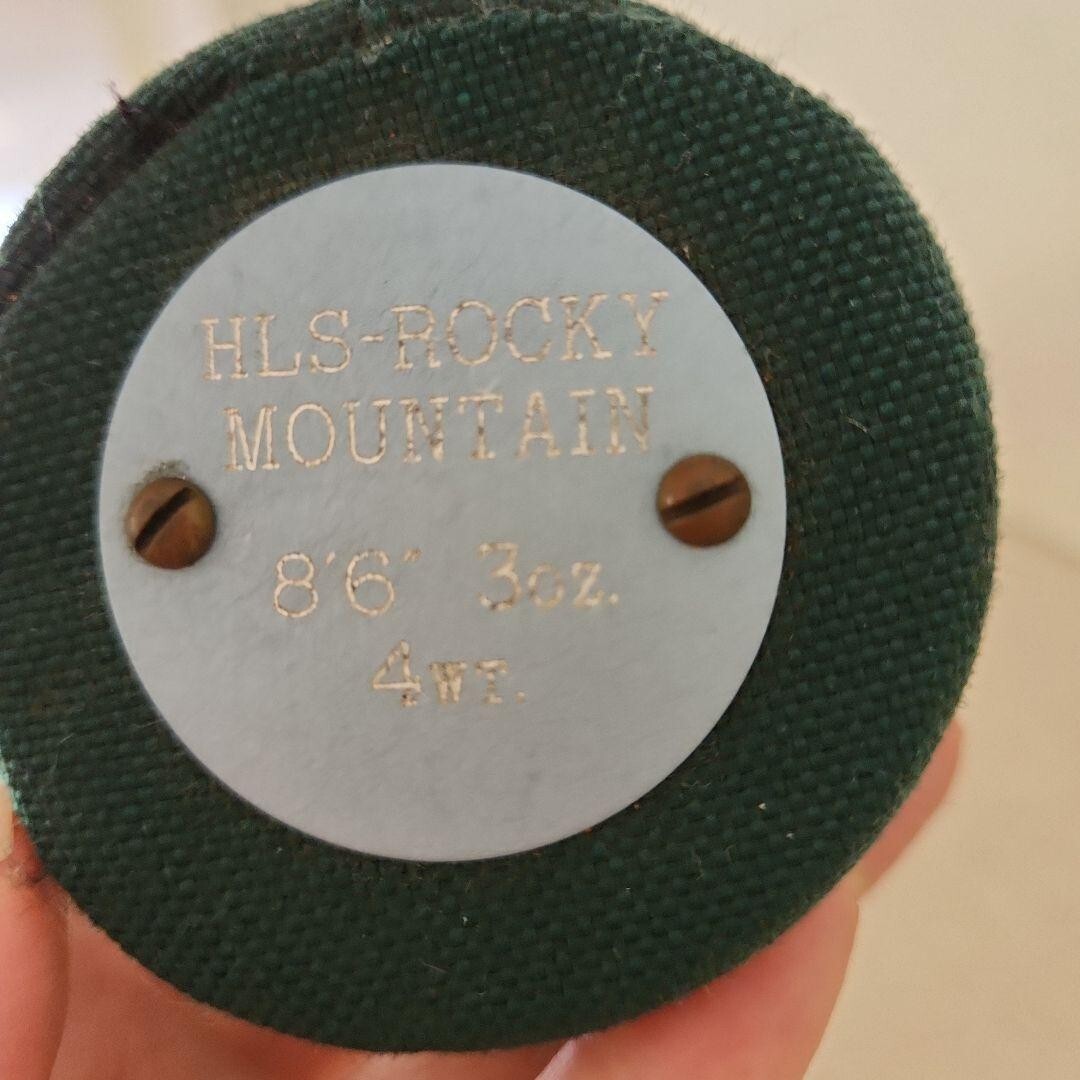 HLS-ROCKY
MOUNTAIN
8'6" 3oz.
4WT.